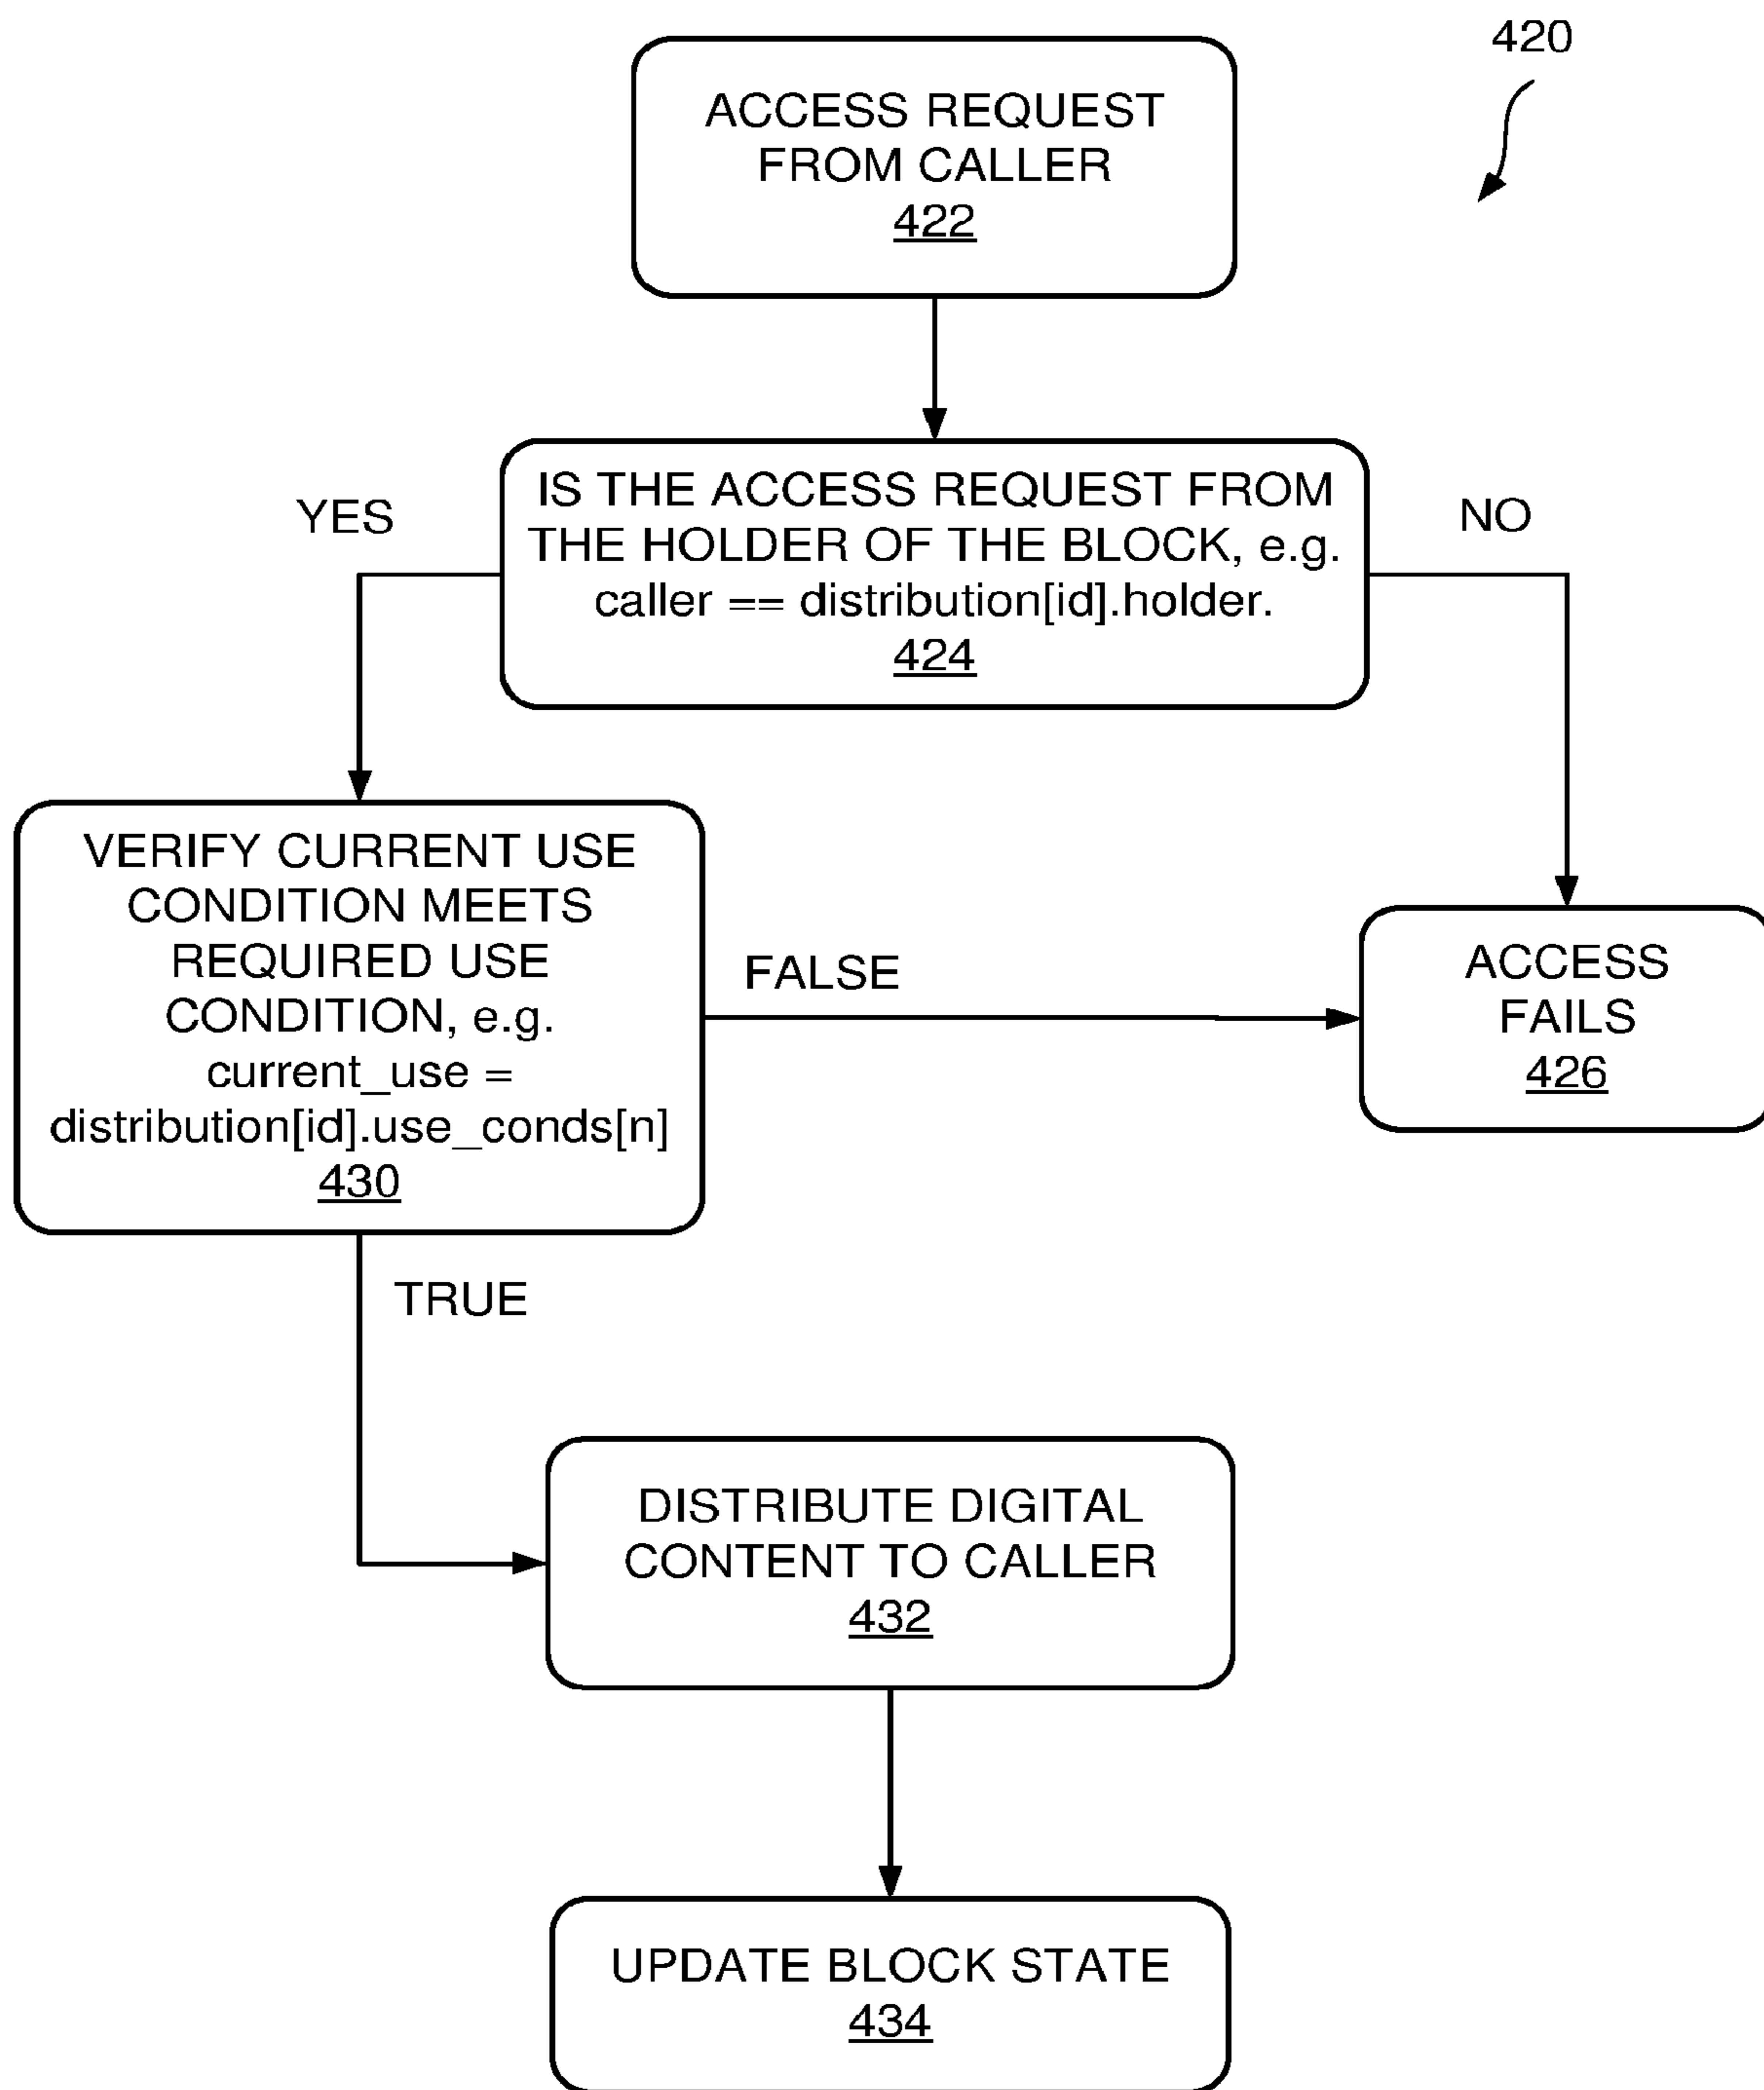 420
ACCESS REQUEST
FROM CALLER
422
IS THE ACCESS REQUEST FROM
THE HOLDER OF THE BLOCK, e.g.
caller == distribution[id].holder.
424
YES
NO
VERIFY CURRENT USE
CONDITION MEETS
REQUIRED USE
CONDITION, e.g.
current_use =
distribution[id].use_conds[n]
430
FALSE
ACCESS
FAILS
426
TRUE
DISTRIBUTE DIGITAL
CONTENT TO CALLER
432
UPDATE BLOCK STATE
434